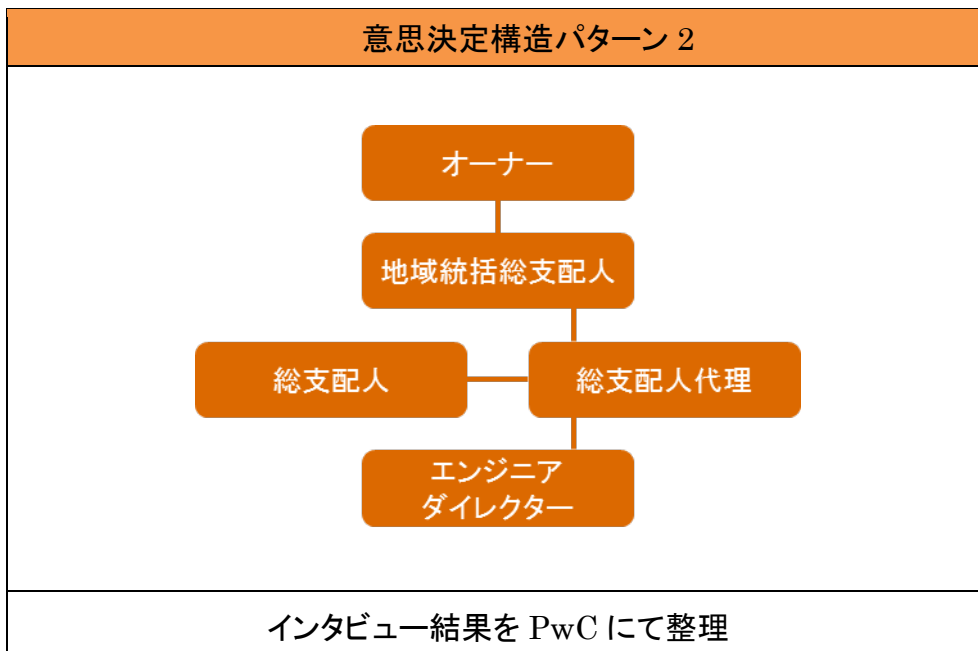 意思決定構造パターン 2
オーナー
地域統括総支配人
総支配人
総支配人代理
エンジニア
ダイレクター
インタビュー結果を PwC にて整理